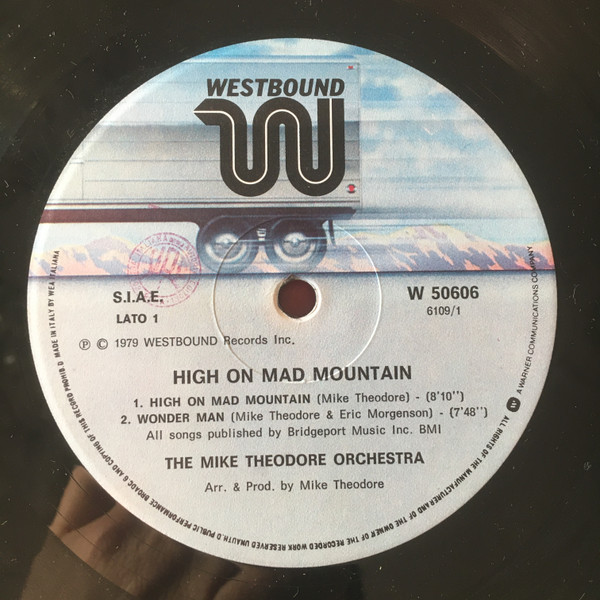 WESTBOUND
W
S.I.A.E.
LATO 1
W 50606
6109/1
Ⓟ © 1979 WESTBOUND Records Inc.
HIGH ON MAD MOUNTAIN
1. HIGH ON MAD MOUNTAIN (Mike Theodore) - (8'10'')
2. WONDER MAN (Mike Theodore & Eric Morgenson) - (7'48'')
All songs published by Bridgeport Music Inc. BMI
THE MIKE THEODORE ORCHESTRA
Arr. & Prod. by Mike Theodore
A WARNER COMMUNICATIONS COMPANY
ALL RIGHTS OF THE MANUFACTURER AND OF THE OWNER OF THE RECORDED WORK RESERVED UNAUTH.D PUBLIC PERFORMANCE BROADC.G AND COPYING OF THIS RECORD PROHIB.D MADE IN ITALY BY WEA ITALIANA